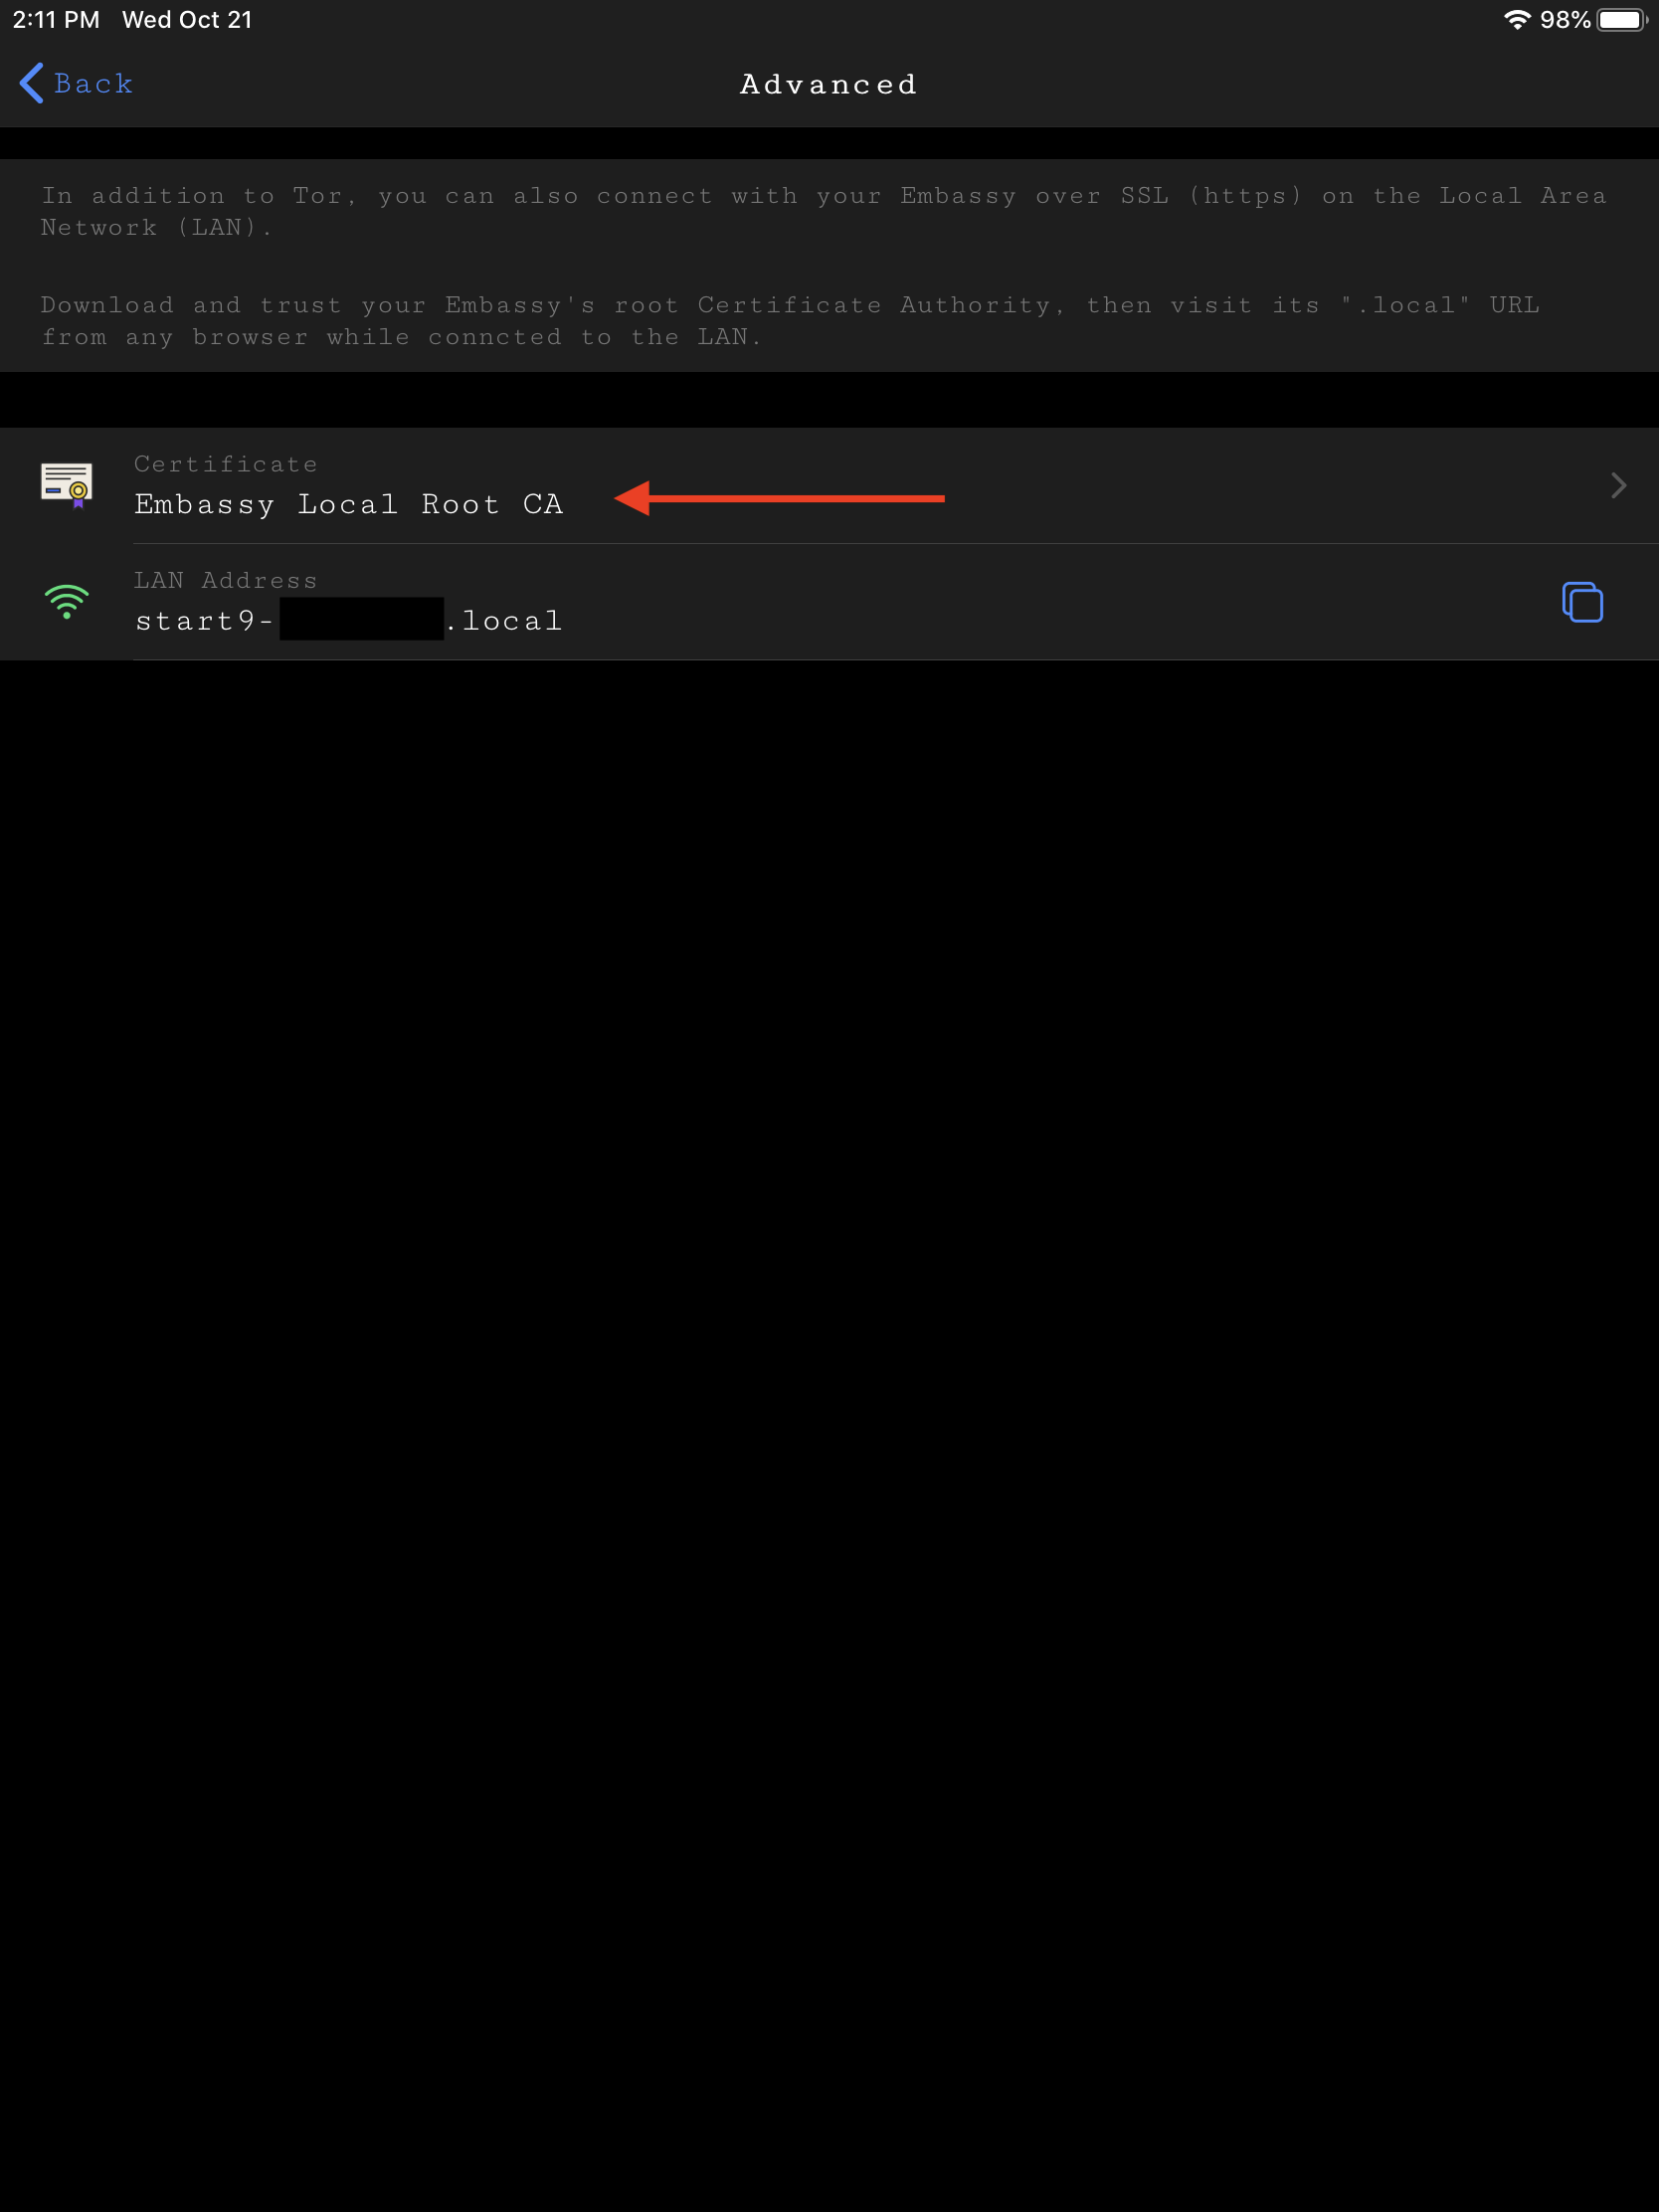 2:11 PM Wed Oct 21 98%
Back Advanced
In addition to Tor, you can also connect with your Embassy over SSL (https) on the Local Area
Network (LAN).
Download and trust your Embassy's root Certificate Authority, then visit its ".local" URL
from any browser while conncted to the LAN.
Certificate
Embassy Local Root CA
LAN Address
start9- .local